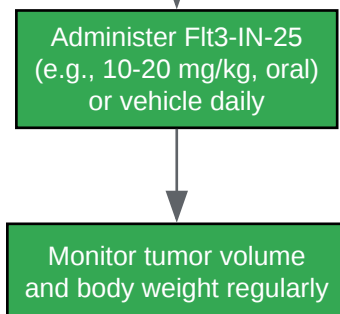 Administer Flt3-IN-25
(e.g., 10-20 mg/kg, oral)
or vehicle daily
Monitor tumor volume
and body weight regularly